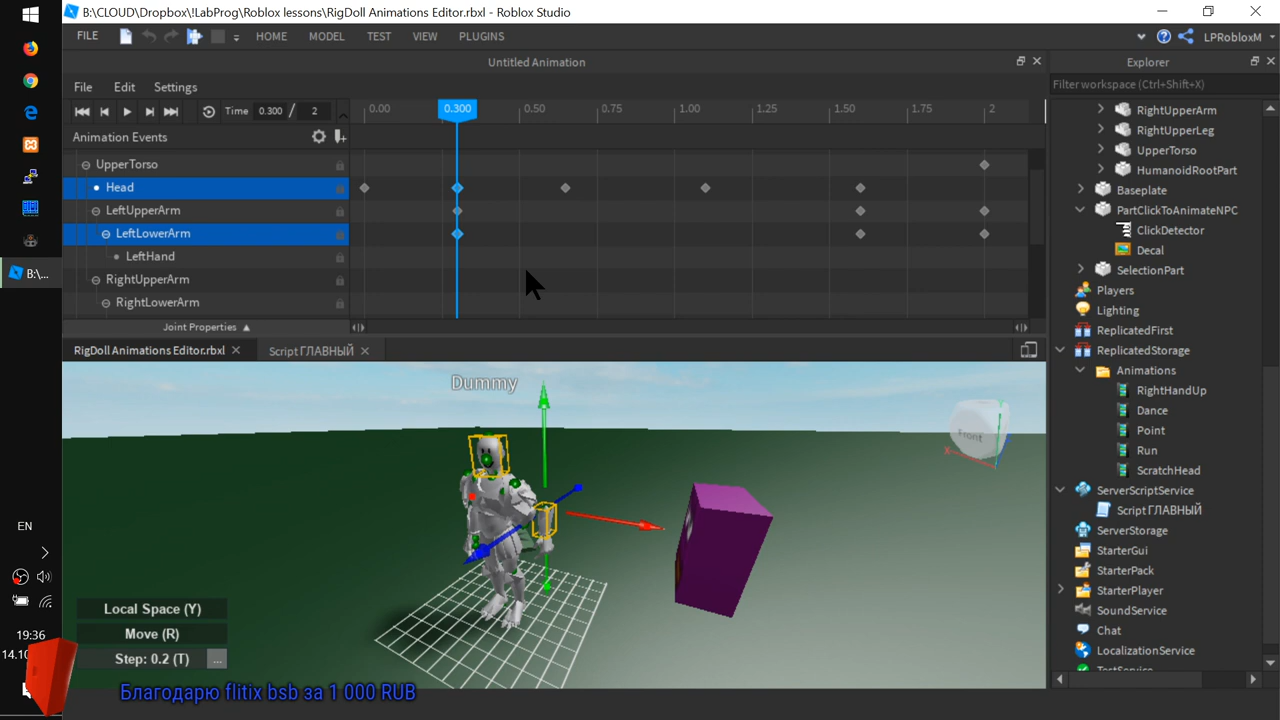 B:\CLOUD\Dropbox\!LabProg\Roblox lessons\RigDoll Animations Editor.rbxl - Roblox Studio
FILE HOME MODEL TEST VIEW PLUGINS LPRobloxM
Untitled Animation
File Edit Settings
Time 0.300 / 2
0.00 0.300 0.50 0.75 1.00 1.25 1.50 1.75 2
Animation Events
UpperTorso
Head
LeftUpperArm
LeftLowerArm
LeftHand
RightUpperArm
RightLowerArm
Joint Properties
RigDoll Animations Editor.rbxl Script ГЛАВНЫЙ
Dummy
Front
X
Local Space (Y)
Move (R)
Step: 0.2 (T) ...
Благодарю flitix bsb за 1 000 RUB
Explorer
Filter workspace (Ctrl+Shift+X)
RightUpperArm
RightUpperLeg
UpperTorso
HumanoidRootPart
Baseplate
PartClickToAnimateNPC
ClickDetector
Decal
SelectionPart
Players
Lighting
ReplicatedFirst
ReplicatedStorage
Animations
RightHandUp
Dance
Point
Run
ScratchHead
ServerScriptService
Script ГЛАВНЫЙ
ServerStorage
StarterGui
StarterPack
StarterPlayer
SoundService
Chat
LocalizationService
TestService
B:\...
EN
19:36
14.10